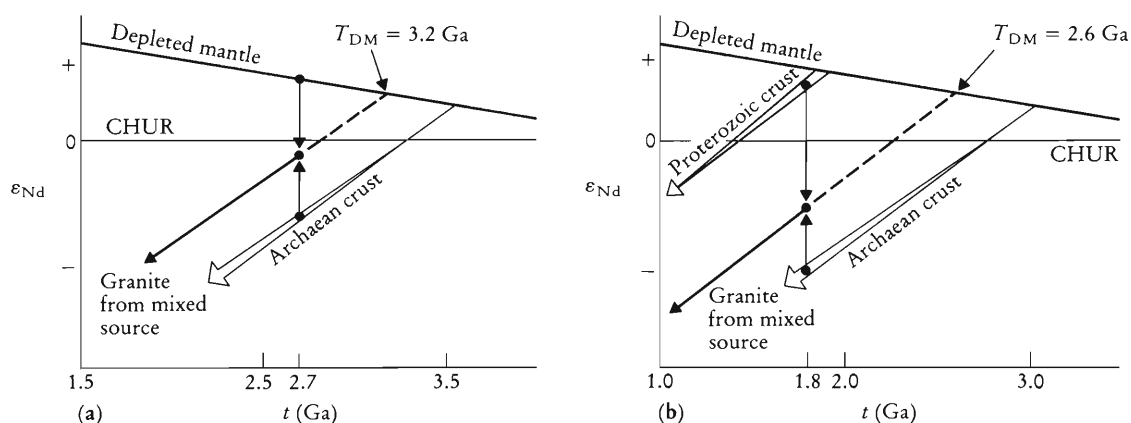 T_DM = 3.2 Ga
Depleted mantle
+
CHUR
0
ε_Nd
Archaean crust
−
Granite
from mixed
source
1.5
2.5
2.7
3.5
(a)
t (Ga)
T_DM = 2.6 Ga
Depleted mantle
+
Proterozoic crust
0
CHUR
ε_Nd
Archaean crust
−
Granite
from mixed
source
1.0
1.8
2.0
3.0
(b)
t (Ga)